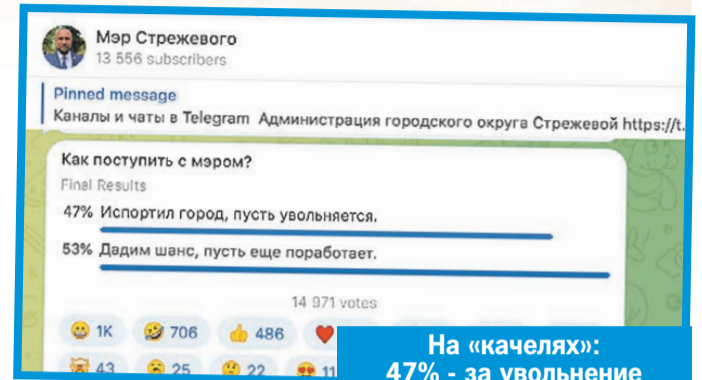 Мэр Стрежевого
13 556 subscribers
Pinned message
Каналы и чаты в Telegram Администрация городского округа Стрежевой https://t.
Как поступить с мэром?
Final Results
47% Испортил город, пусть увольняется.
53% Дадим шанс, пусть еще поработает.
14 971 votes
1K 706 486
43 25 22 11
На «качелях»:
47% - за увольнение